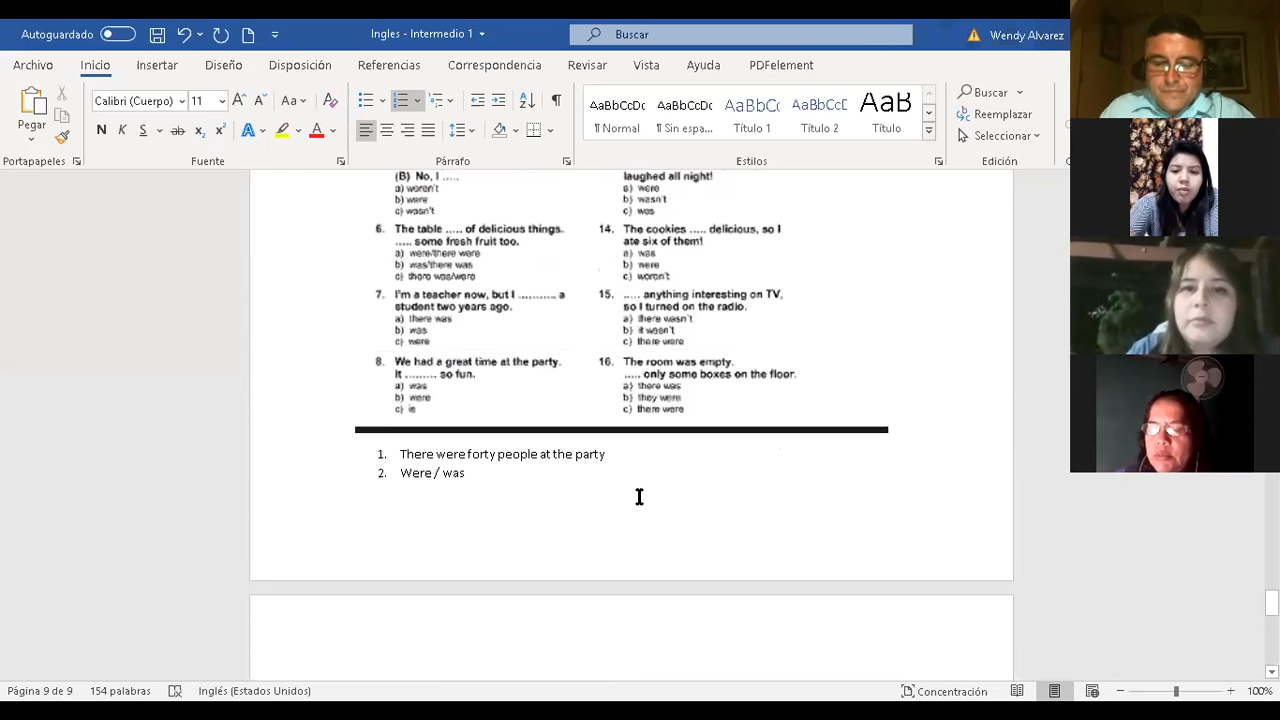 Autoguardado
Ingles - Intermedio 1
Buscar
Wendy Alvarez
Archivo
Inicio
Insertar
Diseño
Disposición
Referencias
Correspondencia
Revisar
Vista
Ayuda
PDFelement
Pegar
Calibri (Cuerpo)
11
Aa
N K S ab x₂ x²
AaBbCcDc
¶ Normal
AaBbCcDc
¶ Sin espa...
AaBbCc
Título 1
AaBbCcD
Título 2
AaB
Título
Buscar
Reemplazar
Seleccionar
Portapapeles
Fuente
Párrafo
Estilos
Edición
(B) No, I .....
a) weren't
b) were
c) wasn't
6. The table ..... of delicious things.
..... some fresh fruit too.
a) were/there were
b) was/there was
c) there was/were
7. I'm a teacher now, but I ........... a
student two years ago.
a) there was
b) was
c) were
8. We had a great time at the party.
It ......... so fun.
a) was
b) were
c) is
laughed all night!
a) were
b) wasn't
c) was
14. The cookies ..... delicious, so I
ate six of them!
a) was
b) were
c) weren't
15. ..... anything interesting on TV,
so I turned on the radio.
a) there wasn't
b) it wasn't
c) there were
16. The room was empty.
..... only some boxes on the floor.
a) there was
b) they were
c) there were
1. There were forty people at the party
2. Were / was
Página 9 de 9
154 palabras
Inglés (Estados Unidos)
Concentración
100%